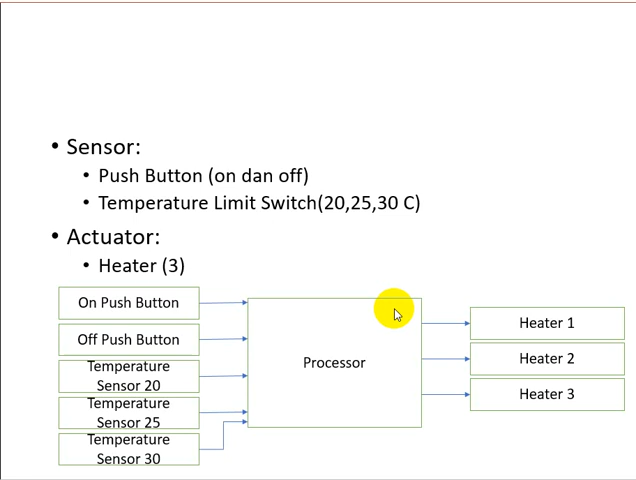 • Sensor:
• Push Button (on dan off)
• Temperature Limit Switch(20,25,30 C)
• Actuator:
• Heater (3)
On Push Button
Off Push Button
Temperature
Sensor 20
Temperature
Sensor 25
Temperature
Sensor 30
Processor
Heater 1
Heater 2
Heater 3